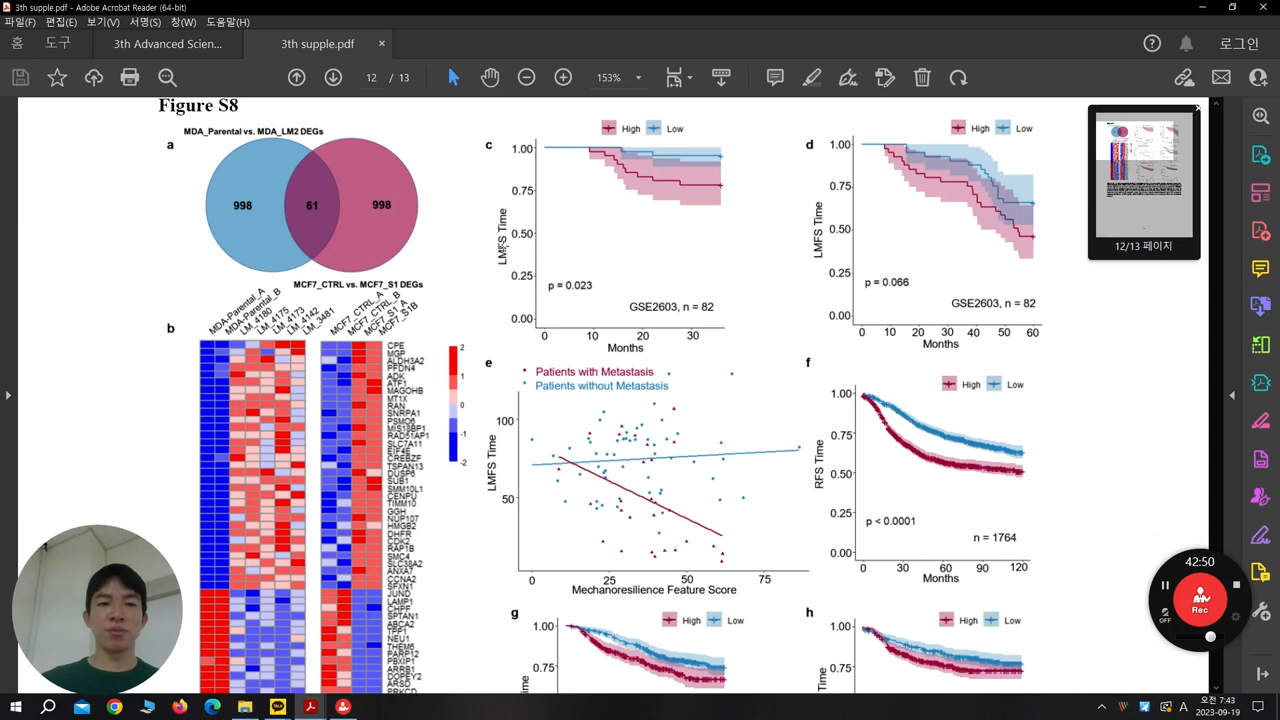 3th supple.pdf - Adobe Acrobat Reader (64-bit)
파일(F) 편집(E) 보기(V) 서명(S) 창(W) 도움말(H)
홈 도구 3th Advanced Scien... 3th supple.pdf × 로그인
12 / 13 153%
Figure S8
MDA_Parental vs. MDA_LM2 DEGs
a
998 61 998
MCF7_CTRL vs. MCF7_S1 DEGs
b
MDA-Parental_A
MDA-Parental_B
LM_4180
LM_4175
LM_4173
LM_4142
LM_3481
MCF7_CTRL_A
MCF7_CTRL_B
MCF7_S1_A
MCF7_S1B
CPE
MGP
ALDH3A2
PFDN4
ADK
ATF1
MAGOHB
MT1X
RAN
SNRPA1
PSMO6
MIS18BP1
RAD51AP1
SLC7A11
EIF4E
CREBZF
TSPAN13
DUSP6
SUB1
SMM10L1
CENPU
TIMM10
GGH
NUP107
HMGB2
DHFR
CDK2
RAP1B
SMC4
SLC38A2
ANXA7
CCNA2
SFXN1
JUND
LAMP1
CHPF
SPTAN1
ABCA2
TPP1
NEU1
THEM6
PARP12
PBXIP1
ARRB1
DOPEY2
ARSD
PRKCD
2
1
0
-1
-2
c
High Low
LMFS Time
1.00
0.75
0.50
0.25
0.00
p = 0.023
GSE2603, n = 82
0 10 20 30
Months
d
High Low
LMFS Time
1.00
0.75
0.50
0.25
0.00
p = 0.066
GSE2603, n = 82
0 10 20 30 40 50 60
Months
e
Patients with Metastasis
Patients without Metastasis
LMFS Time
100
50
0 25 50 75
Mechanoresilience Feature Score
f
High Low
RFS Time
1.00
0.75
0.50
0.25
0.00
p < 0.0001
n = 1764
0 30 60 90 120
Months
g
High Low
1.00
0.75
h
High Low
1.00
0.75
Time
12/13 페이지
42:50
Rec
OFF
TALK
오전 7:43
2023-09-19